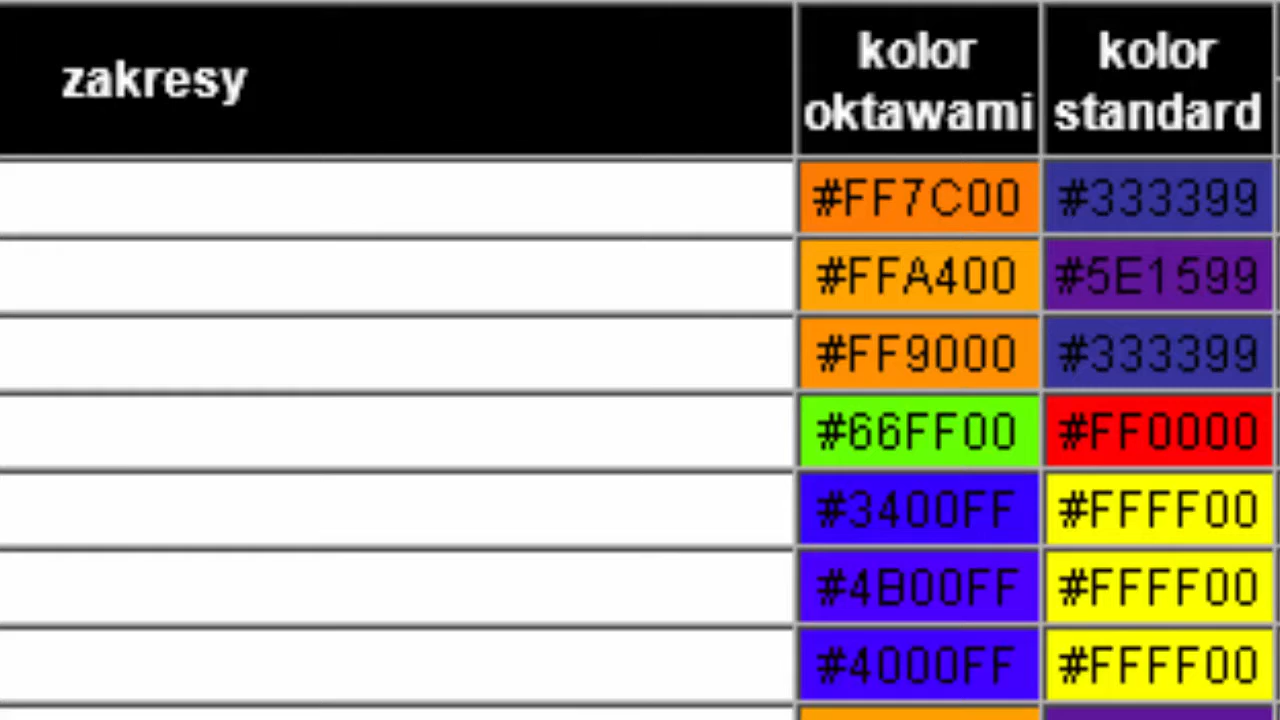 zakresy
kolor oktawami
kolor standard
#FF7C00 #333399
#FFA400 #5E1599
#FF9000 #333399
#66FF00 #FF0000
#3400FF #FFFF00
#4B00FF #FFFF00
#4000FF #FFFF00